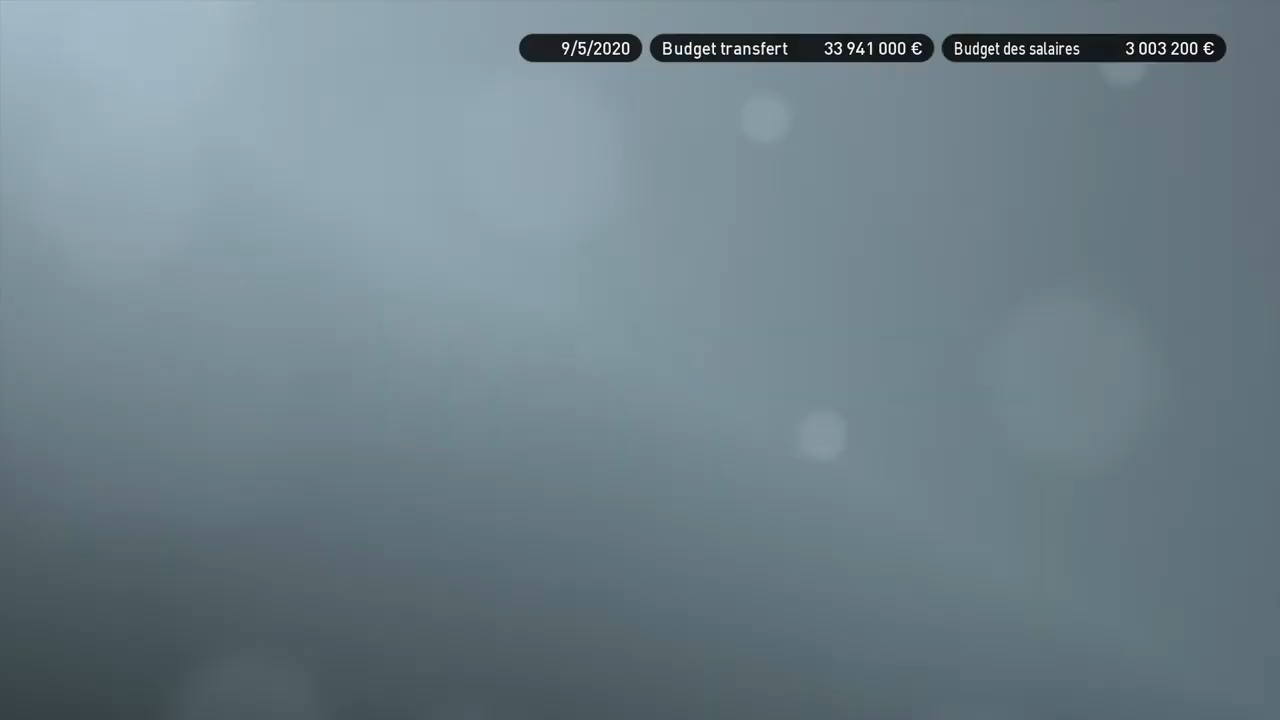 9/5/2020 Budget transfert 33 941 000 € Budget des salaires 3 003 200 €